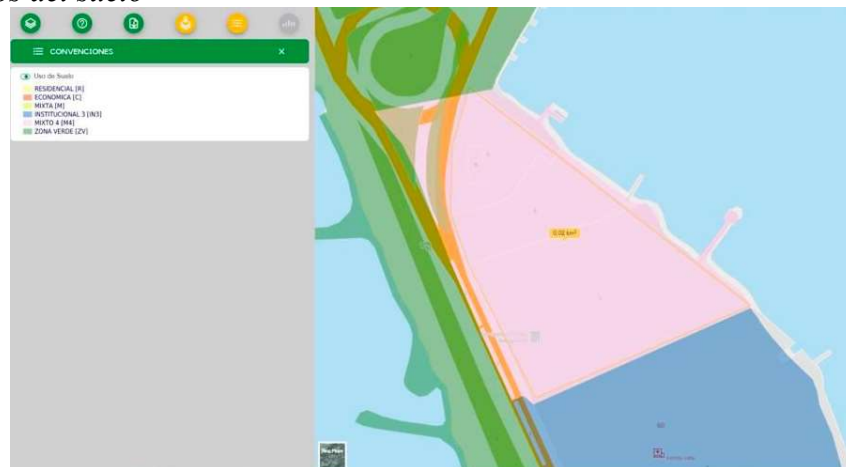 CONVENCIONES ×
Uso de Suelo
RESIDENCIAL [R]
ECONOMICA [C]
MIXTA [M]
INSTITUCIONAL 3 [IN3]
MIXTO 4 [M4]
ZONA VERDE [ZV]